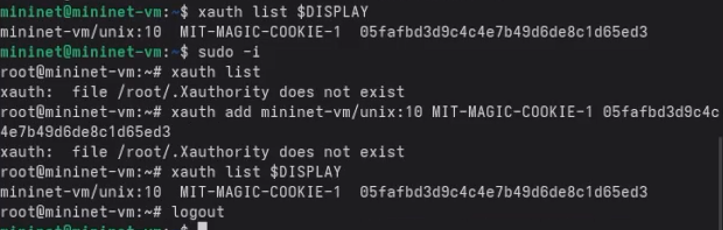 mininet@mininet-vm:~$ xauth list $DISPLAY
mininet-vm/unix:10  MIT-MAGIC-COOKIE-1  05fafbd3d9c4c4e7b49d6de8c1d65ed3
mininet@mininet-vm:~$ sudo -i
root@mininet-vm:~# xauth list
xauth:  file /root/.Xauthority does not exist
root@mininet-vm:~# xauth add mininet-vm/unix:10 MIT-MAGIC-COOKIE-1 05fafbd3d9c4c
4e7b49d6de8c1d65ed3
xauth:  file /root/.Xauthority does not exist
root@mininet-vm:~# xauth list $DISPLAY
mininet-vm/unix:10  MIT-MAGIC-COOKIE-1  05fafbd3d9c4c4e7b49d6de8c1d65ed3
root@mininet-vm:~# logout
mininet@mininet-vm:~$